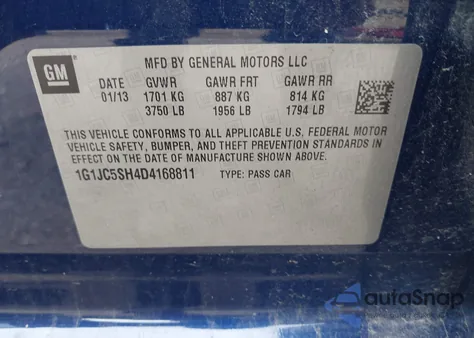 GM
MFD BY GENERAL MOTORS LLC
DATE GVWR GAWR FRT GAWR RR
01/13 1701 KG 887 KG 814 KG
3750 LB 1956 LB 1794 LB
THIS VEHICLE CONFORMS TO ALL APPLICABLE U.S. FEDERAL MOTOR
VEHICLE SAFETY, BUMPER, AND THEFT PREVENTION STANDARDS IN
EFFECT ON THE DATE OF MANUFACTURE SHOWN ABOVE.
1G1JC5SH4D4168811 TYPE: PASS CAR
autoSnap